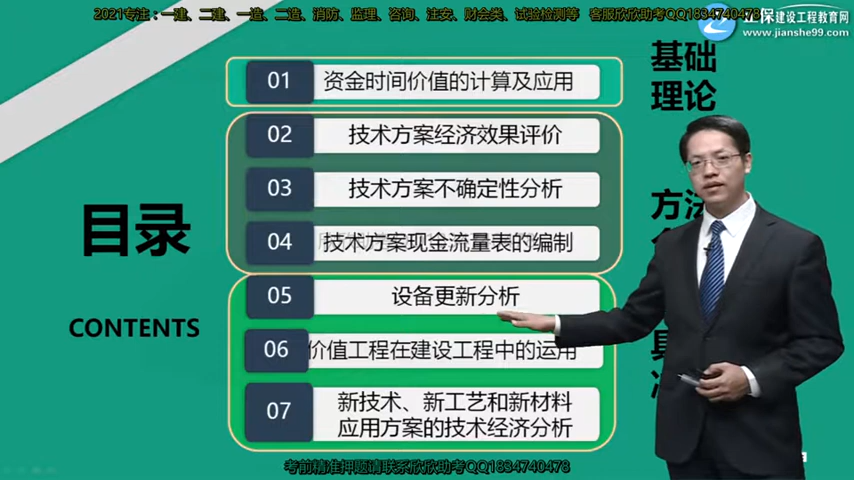 2021专注：一建、二建、一造、二造、消防、监理、咨询、注安、财会类、试验检测等 客服欣欣助考QQ1834740478
建设工程教育网
www.jianshe99.com
目录
CONTENTS
01 资金时间价值的计算及应用
02 技术方案经济效果评价
03 技术方案不确定性分析
04 技术方案现金流量表的编制
05 设备更新分析
06 价值工程在建设工程中的运用
07 新技术、新工艺和新材料
应用方案的技术经济分析
基础
理论
方法
考前精准押题请联系欣欣助考QQ1834740478